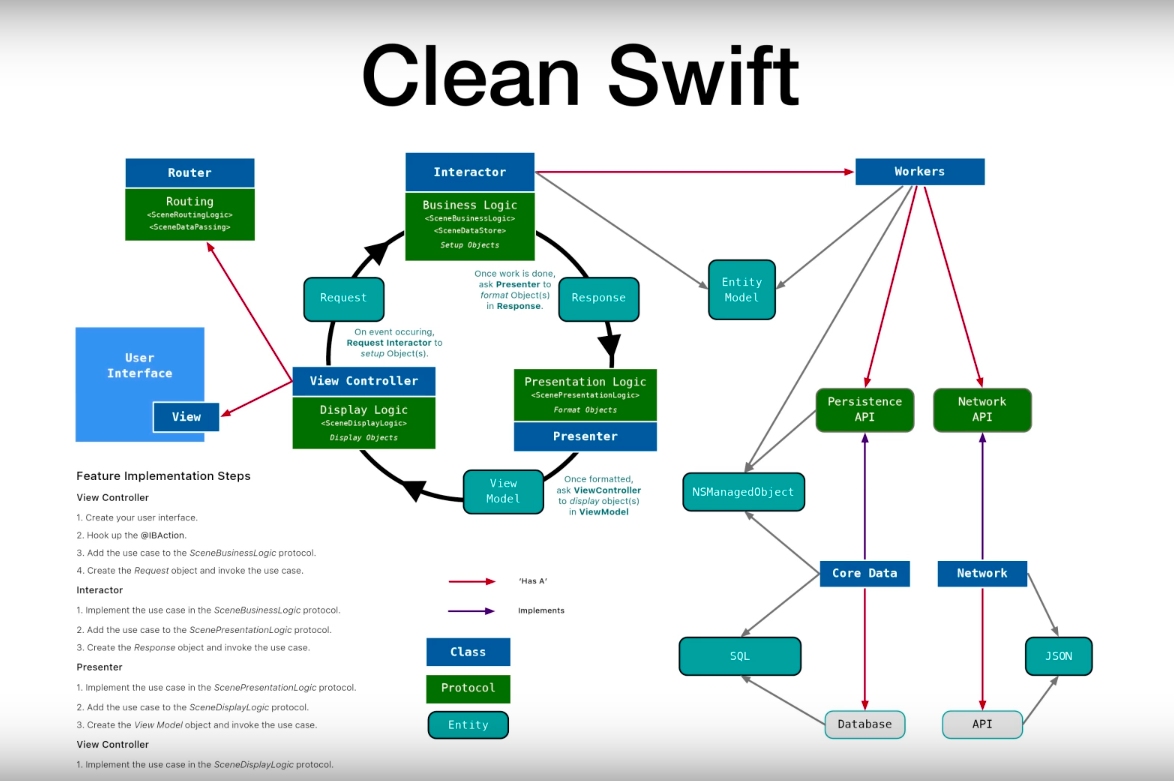 Clean Swift
Router
Routing
<SceneRoutingLogic>
<SceneDataPassing>
Interactor
Business Logic
<SceneBusinessLogic>
<SceneDataStore>
Setup Objects
Workers
Request
Once work is done,
ask Presenter to
format Object(s)
in Response.
Response
Entity
Model
On event occuring,
Request Interactor to
setup Object(s).
User
Interface
View
View Controller
Display Logic
<SceneDisplayLogic>
Display Objects
Presentation Logic
<ScenePresentationLogic>
Format Objects
Presenter
Persistence
API
Network
API
View
Model
Once formatted,
ask ViewController
to display object(s)
in ViewModel
NSManagedObject
Feature Implementation Steps
View Controller
1. Create your user interface.
2. Hook up the @IBAction.
3. Add the use case to the SceneBusinessLogic protocol.
4. Create the Request object and invoke the use case.
Interactor
1. Implement the use case in the SceneBusinessLogic protocol.
2. Add the use case to the ScenePresentationLogic protocol.
3. Create the Response object and invoke the use case.
Presenter
1. Implement the use case in the ScenePresentationLogic protocol.
2. Add the use case to the SceneDisplayLogic protocol.
3. Create the View Model object and invoke the use case.
View Controller
1. Implement the use case in the SceneDisplayLogic protocol.
'Has A'
Implements
Class
Protocol
Entity
Core Data
Network
SQL
JSON
Database
API